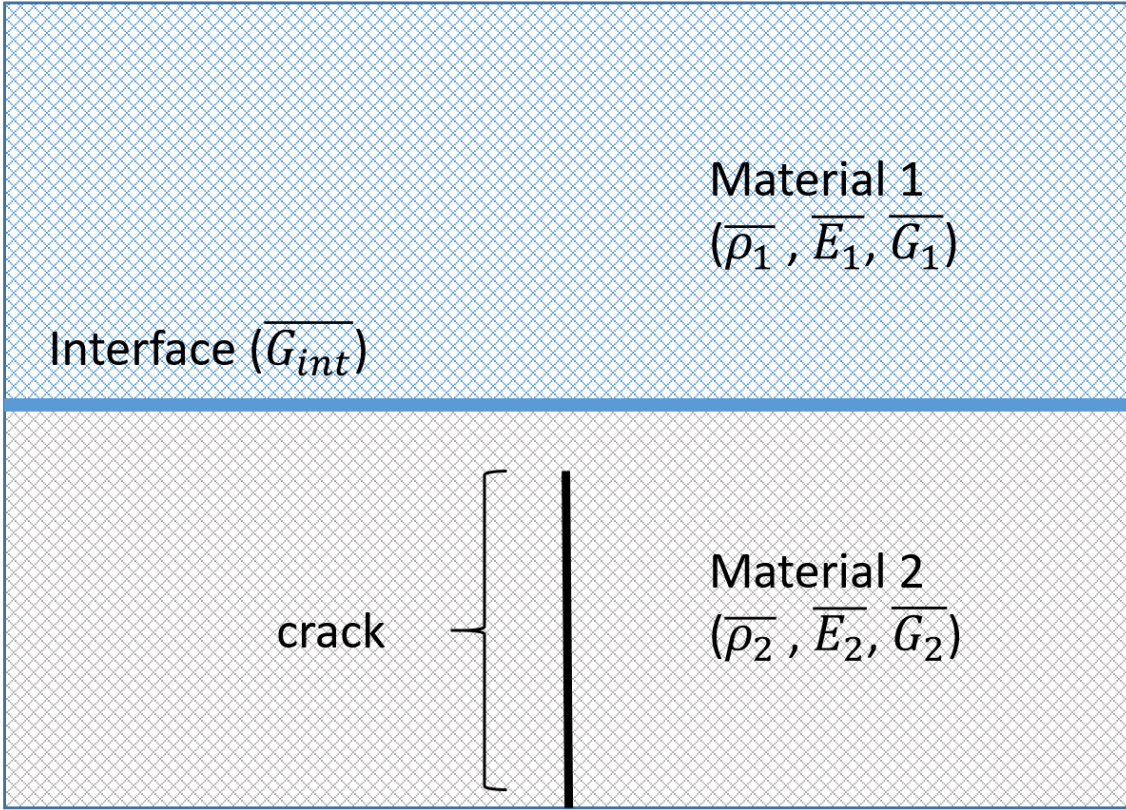 Material 1
(ρ̅₁ , E̅₁, G̅₁)
Interface (G̅ᵢₙₜ)
Material 2
(ρ̅₂ , E̅₂, G̅₂)
crack